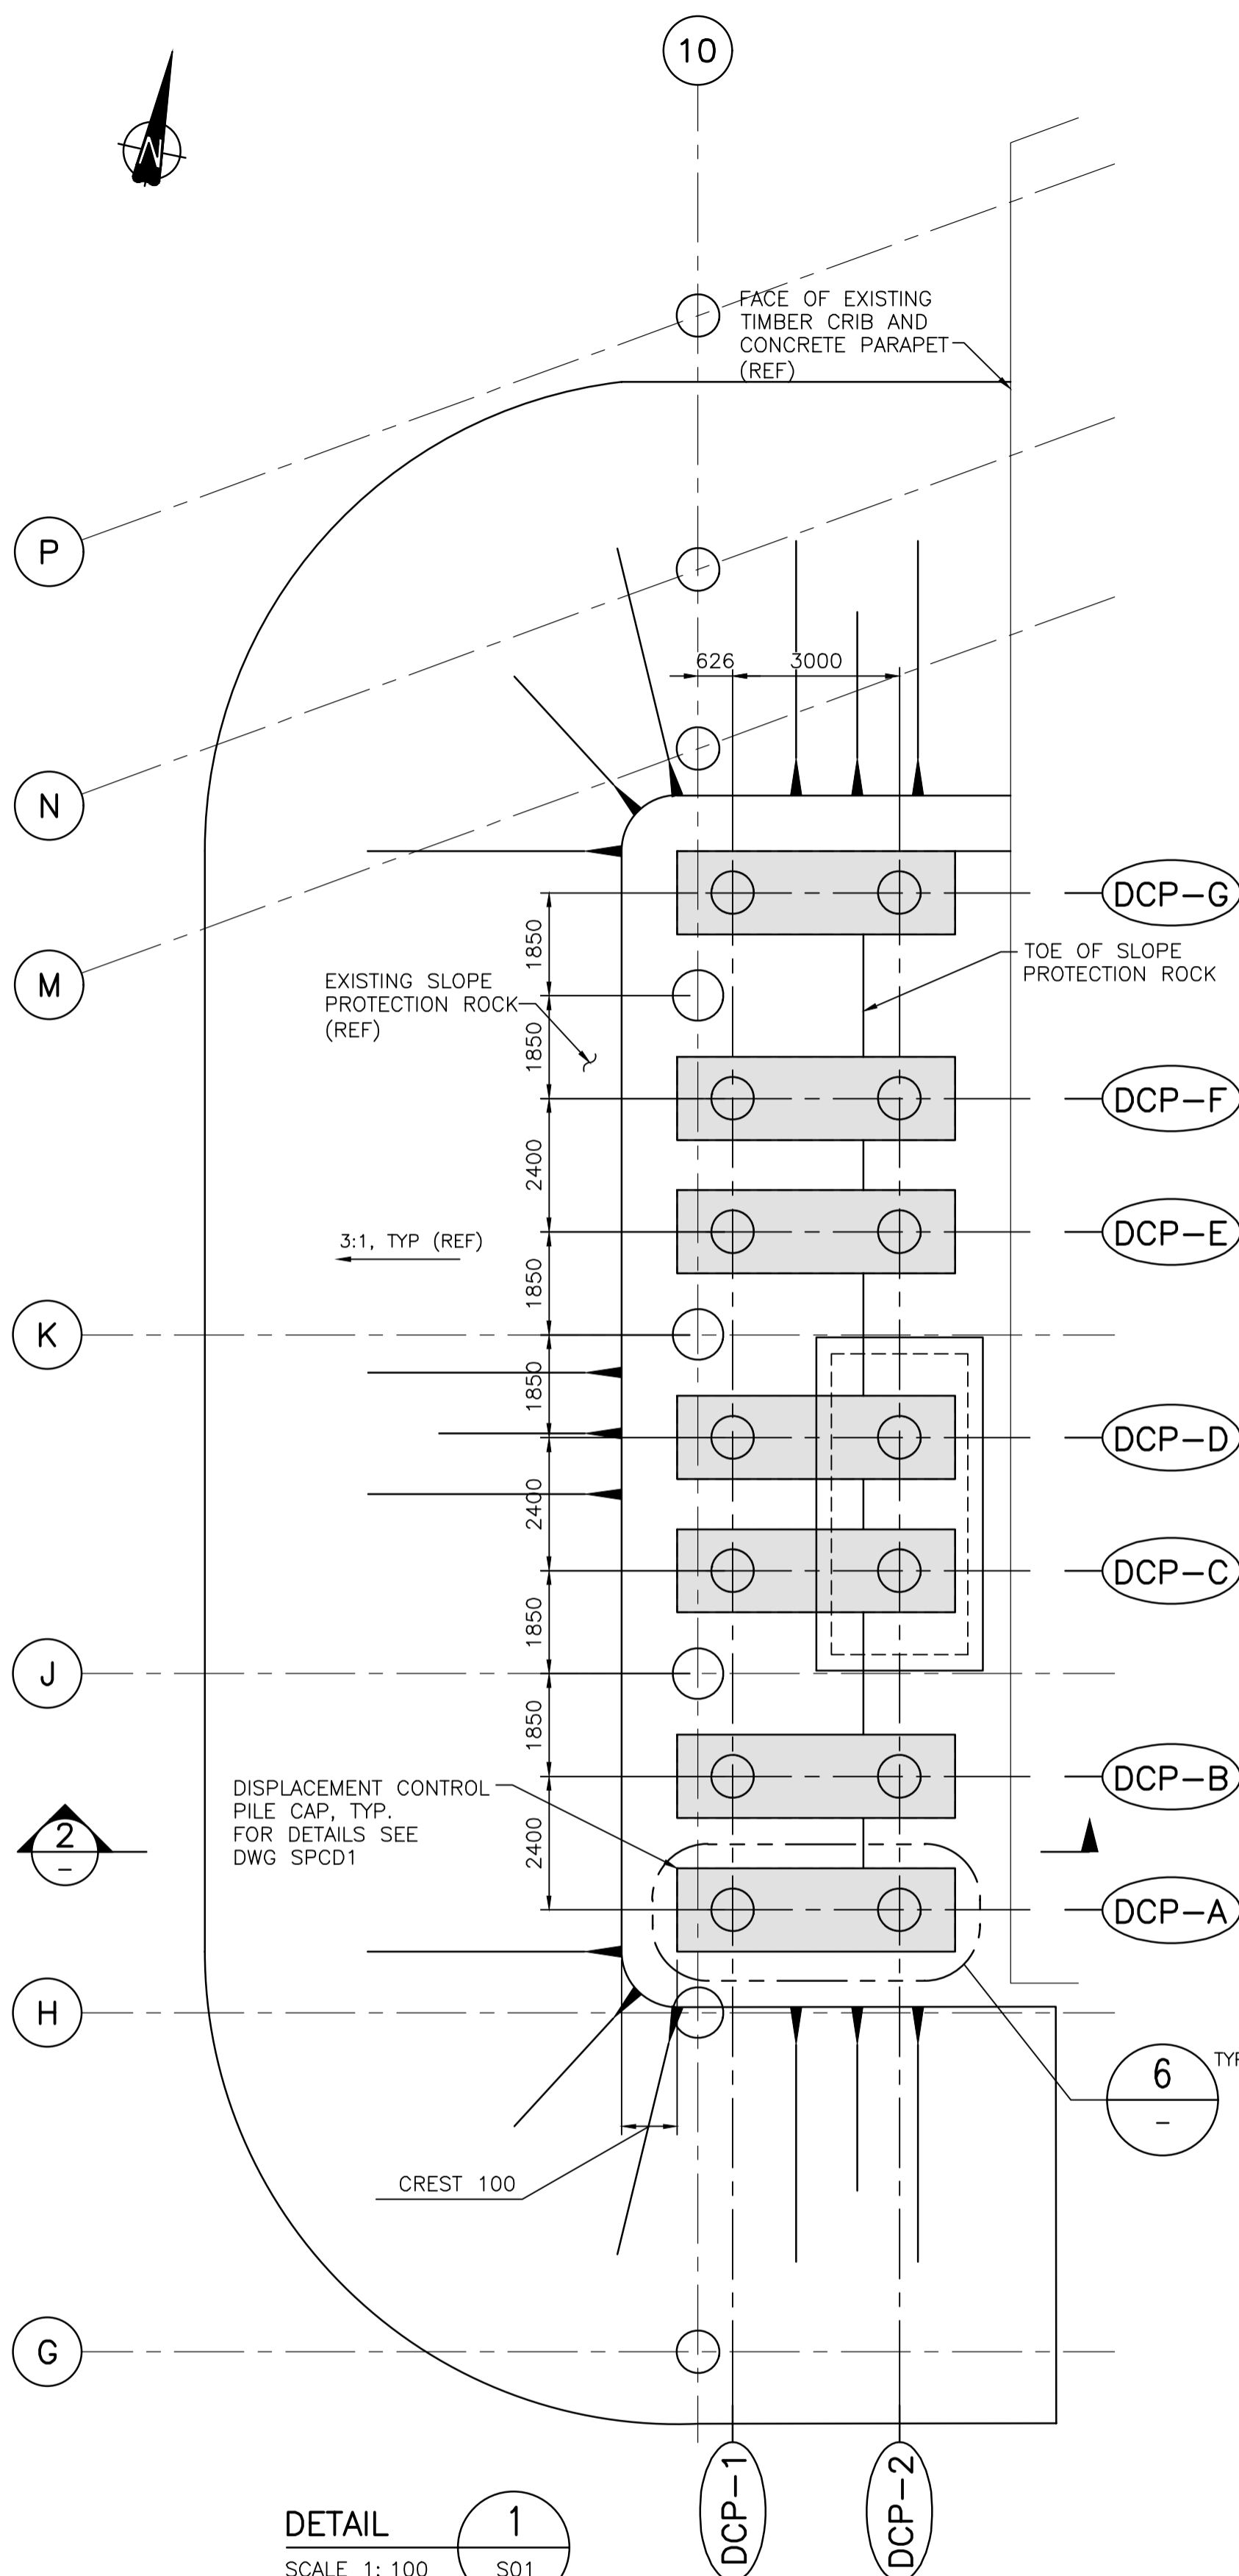 10
N
FACE OF EXISTING
TIMBER CRIB AND
CONCRETE PARAPET
(REF)
P
626
3000
N
DCP-G
M
1850
TOE OF SLOPE
PROTECTION ROCK
EXISTING SLOPE
PROTECTION ROCK
(REF)
1850
DCP-F
2400
DCP-E
3:1, TYP (REF)
1850
K
1850
DCP-D
2400
DCP-C
1850
J
1850
DCP-B
DISPLACEMENT CONTROL
PILE CAP, TYP.
FOR DETAILS SEE
DWG SPCD1
2
-
2400
DCP-A
H
6
-
TYP
CREST 100
G
DCP-1
DCP-2
DETAIL
1
SCALE 1: 100
S01